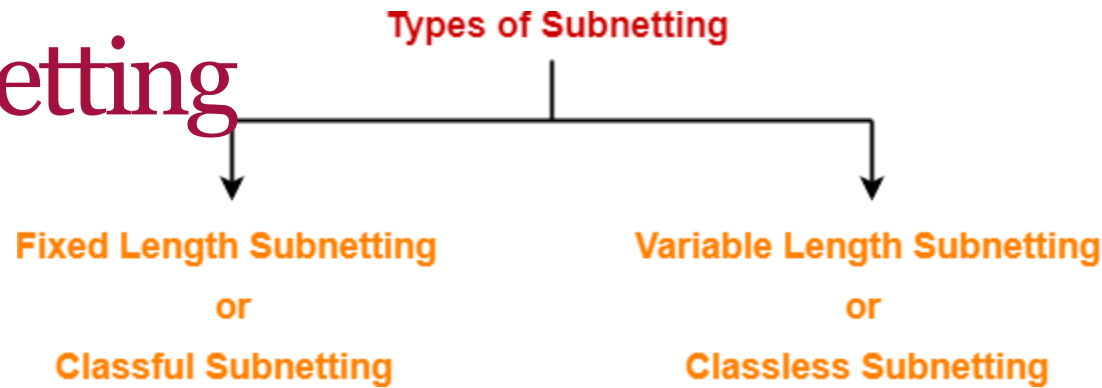 Types of Subnetting
etting
Fixed Length Subnetting
or
Classful Subnetting
Variable Length Subnetting
or
Classless Subnetting